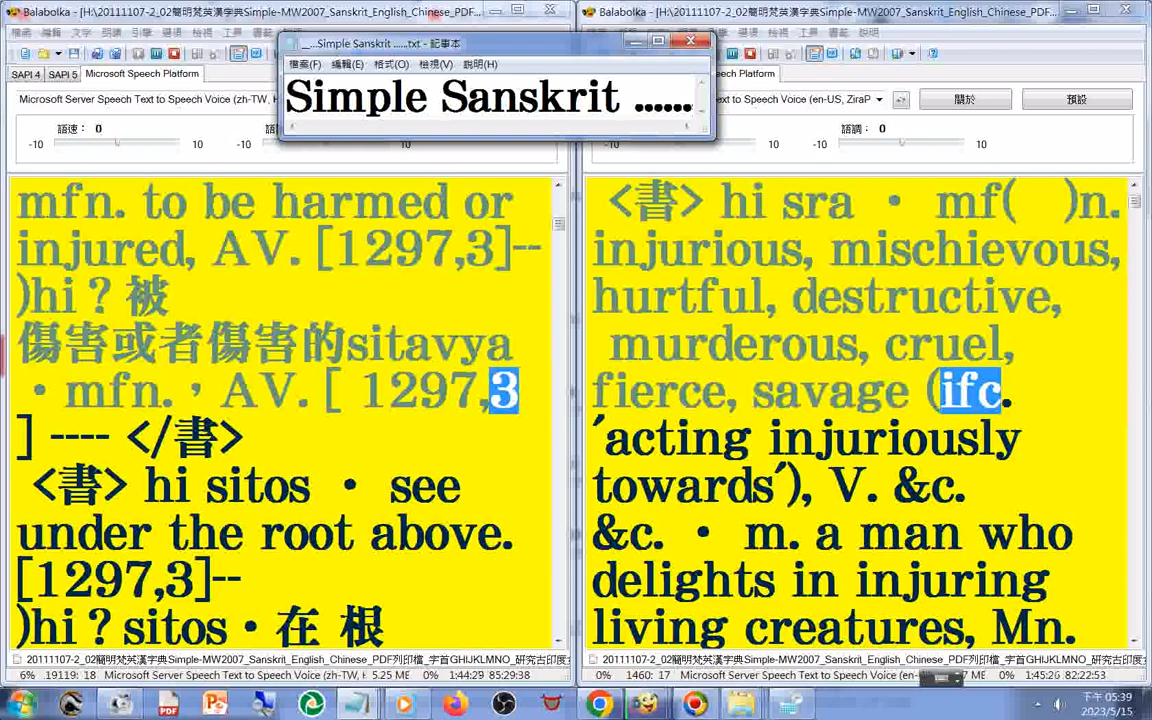 Balabolka - [H:\20111107-2_02簡明梵英漢字典Simple-MW2007_Sanskrit_English_Chinese_PDF...
Balabolka - [H:\20111107-2_02簡明梵英漢字典Simple-MW2007_Sanskrit_English_Chinese_PDF...
__...Simple Sanskrit ......txt - 記事本
檔案(F) 編輯(E) 格式(O) 檢視(V) 說明(H)
Simple Sanskrit ......
SAPI 4 SAPI 5 Microsoft Speech Platform
Microsoft Server Speech Text to Speech Voice (zh-TW, H
ext to Speech Voice (en-US, ZiraP
關於
預設
語速： 0
語調： 0
-10 10 -10 10
-10 10 -10 10
mfn. to be harmed or
injured, AV. [1297,3]--
)hi？被
傷害或者傷害的sitavya
・mfn.，AV. [ 1297,3
] ---- </書>
<書> hi sitos ・ see
under the root above.
[1297,3]--
)hi？sitos・在 根
<書> hi sra ・ mf( )n.
injurious, mischievous,
hurtful, destructive,
murderous, cruel,
fierce, savage (ifc.
´acting injuriously
towards´), V. &c.
&c. ・ m. a man who
delights in injuring
living creatures, Mn.
20111107-2_02簡明梵英漢字典Simple-MW2007_Sanskrit_English_Chinese_PDF列印檔_字首GHIJKLMNO_研究古印度
20111107-2_02簡明梵英漢字典Simple-MW2007_Sanskrit_English_Chinese_PDF列印檔_字首GHIJKLMNO_研究古印度
6% 19119: 18 Microsoft Server Speech Text to Speech Voice (zh-TW, 5.25 ME 0% 1:44:29 85:29:38
0% 1460: 17 Microsoft Server Speech Text to Speech Voice ME 0% 1:45:26 82:22:53
下午 05:39
2023/5/15